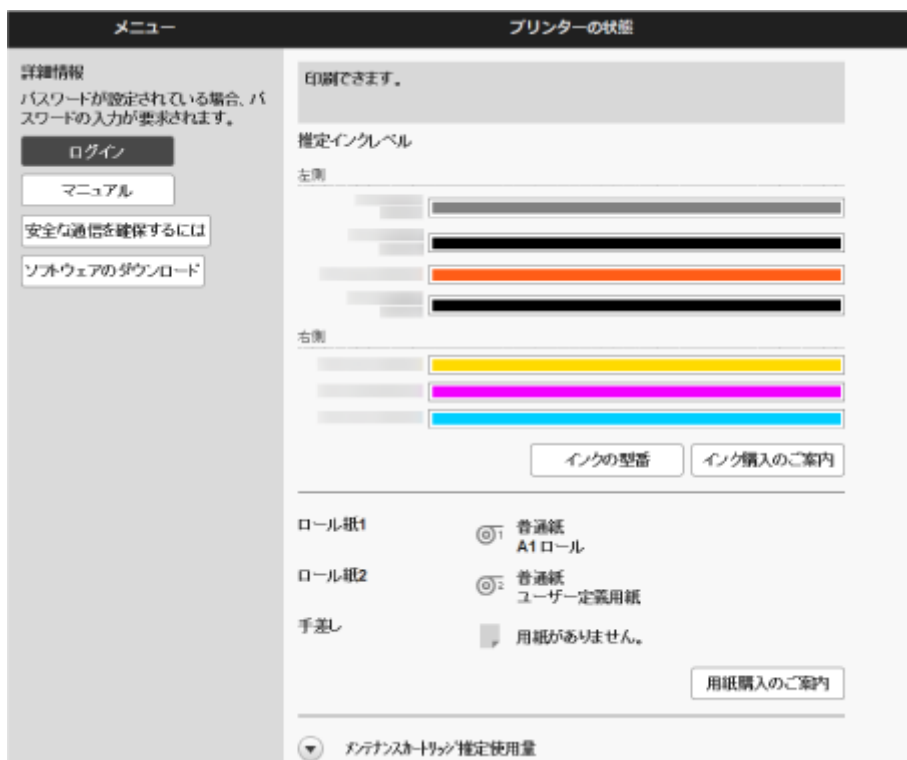 メニュー
プリンターの状態
詳細情報
パスワードが設定されている場合、パ
スワードの入力が要求されます。
ログイン
マニュアル
安全な通信を確保するには
ソフトウェアのダウンロード
印刷できます。
推定インクレベル
左側
右側
インクの型番
インク購入のご案内
ロール紙1
1
普通紙
A1 ロール
ロール紙2
2
普通紙
ユーザー定義用紙
手差し
用紙がありません。
用紙購入のご案内
メンテナンスカートリッジ推定使用量